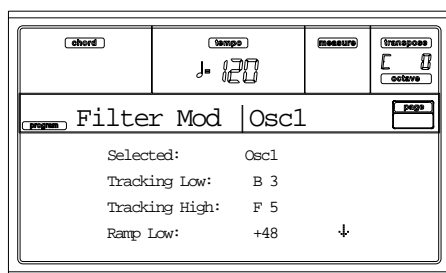 chord tempo measure transpose
♩= 120 C 0
octave
program Filter Mod |Osc1 page
Selected: Osc1
Tracking Low: B 3
Tracking High: F 5
Ramp Low: +48